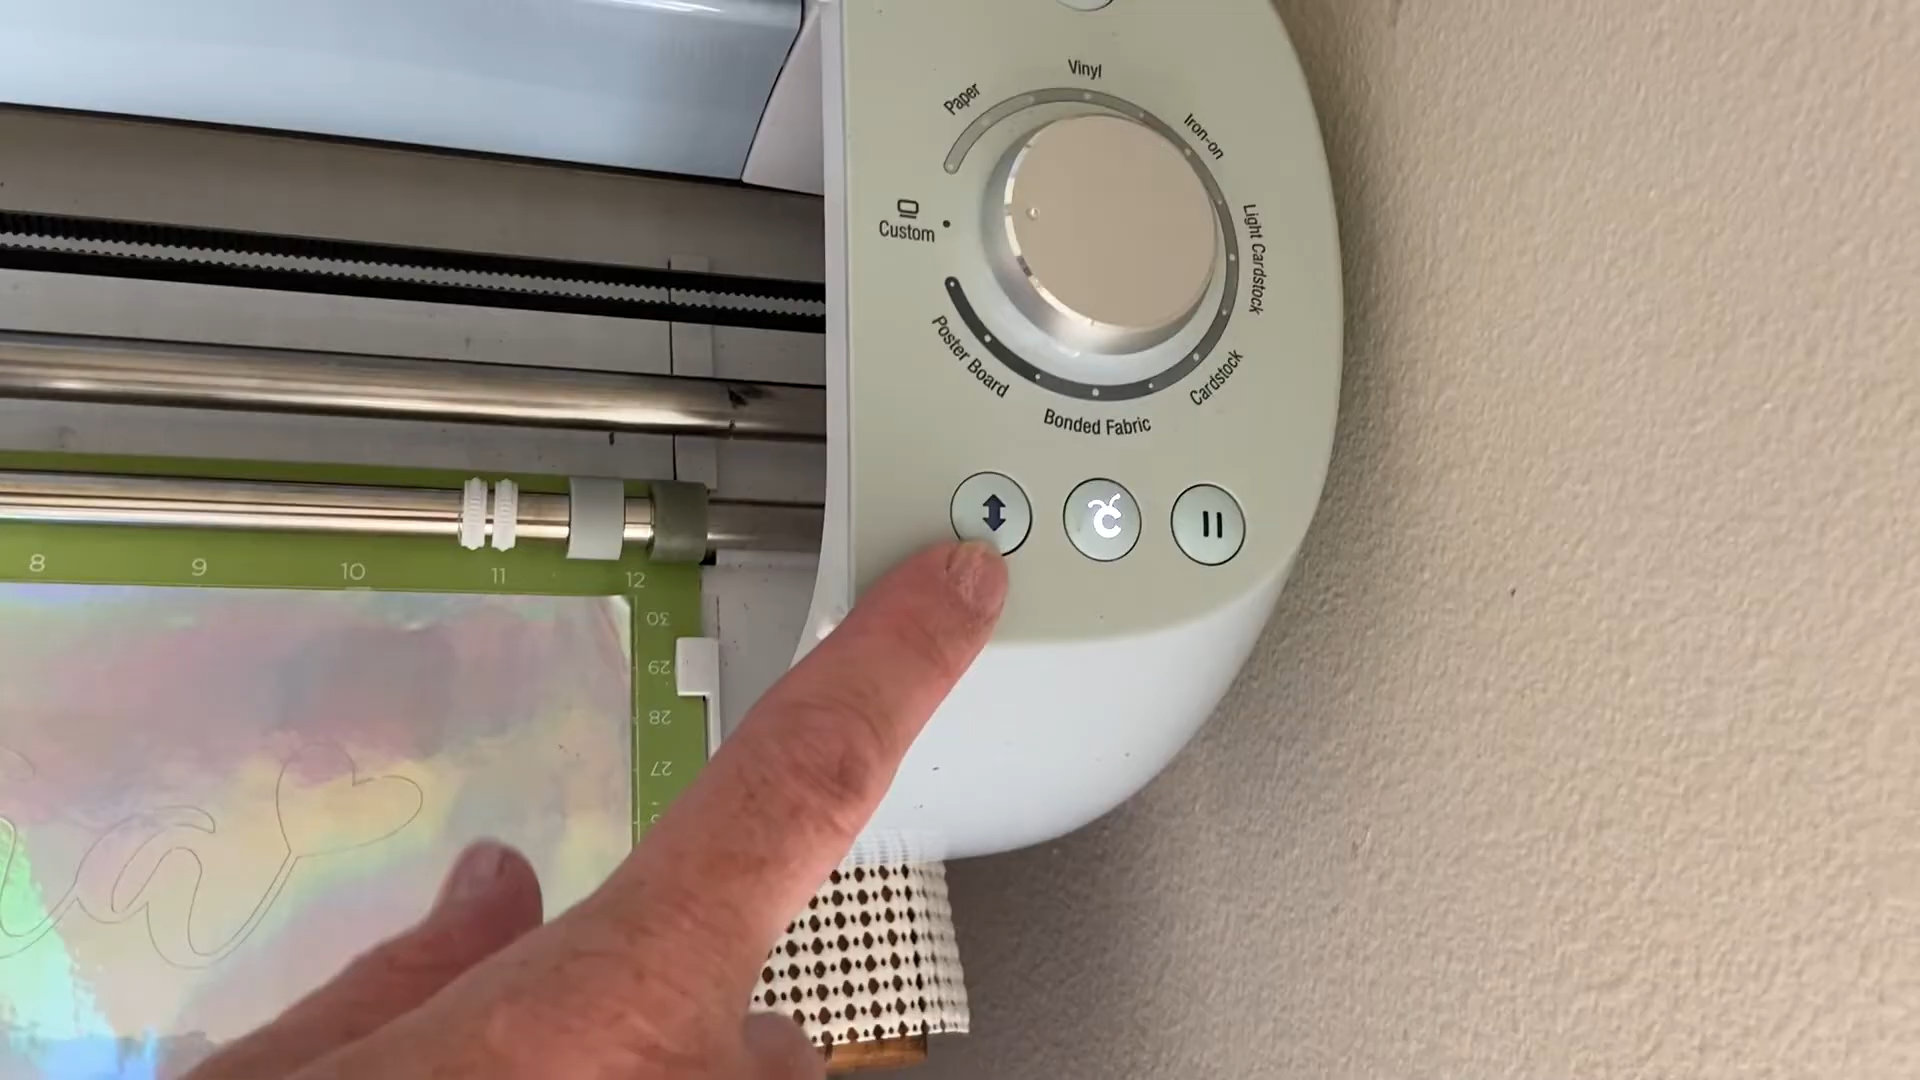 Vinyl
Paper
Iron-on
Custom
Light Cardstock
Poster Board
Cardstock
Bonded Fabric
8 9 10 11 12
30
29
28
27
a